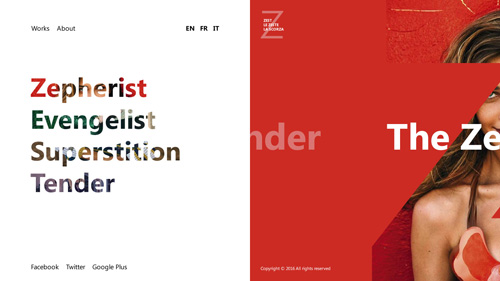 Works About
EN FR IT
Zepherist
Evengelist
Superstition
Tender
Facebook Twitter Google Plus
Z
ZEST
LE ZESTE
LA SCORZA
nder
The Ze
Copyright © 2016 All rights reserved